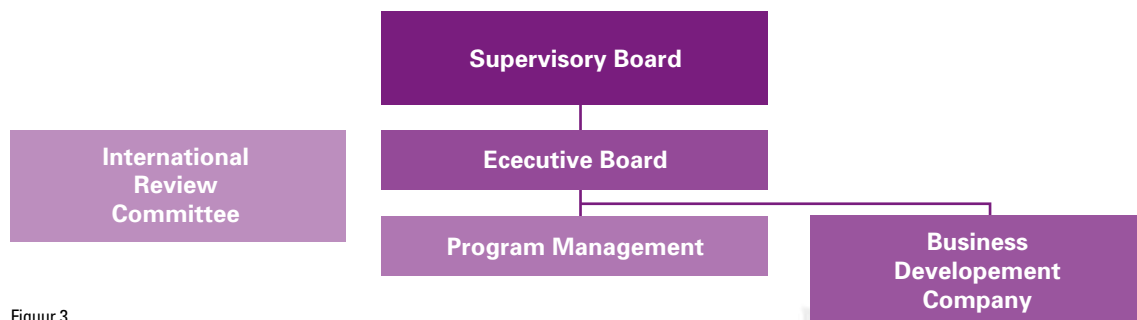 Supervisory Board
International
Review
Committee
Ececutive Board
Program Management
Business
Developement
Company
Figuur 3